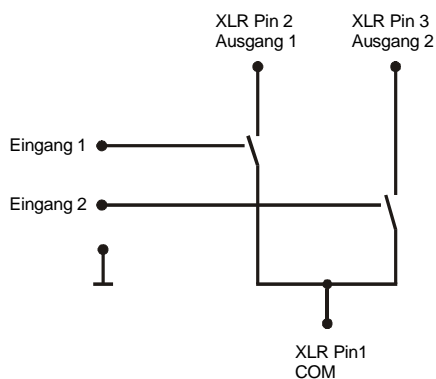 XLR Pin 2
Ausgang 1
XLR Pin 3
Ausgang 2
Eingang 1
Eingang 2
XLR Pin1
COM